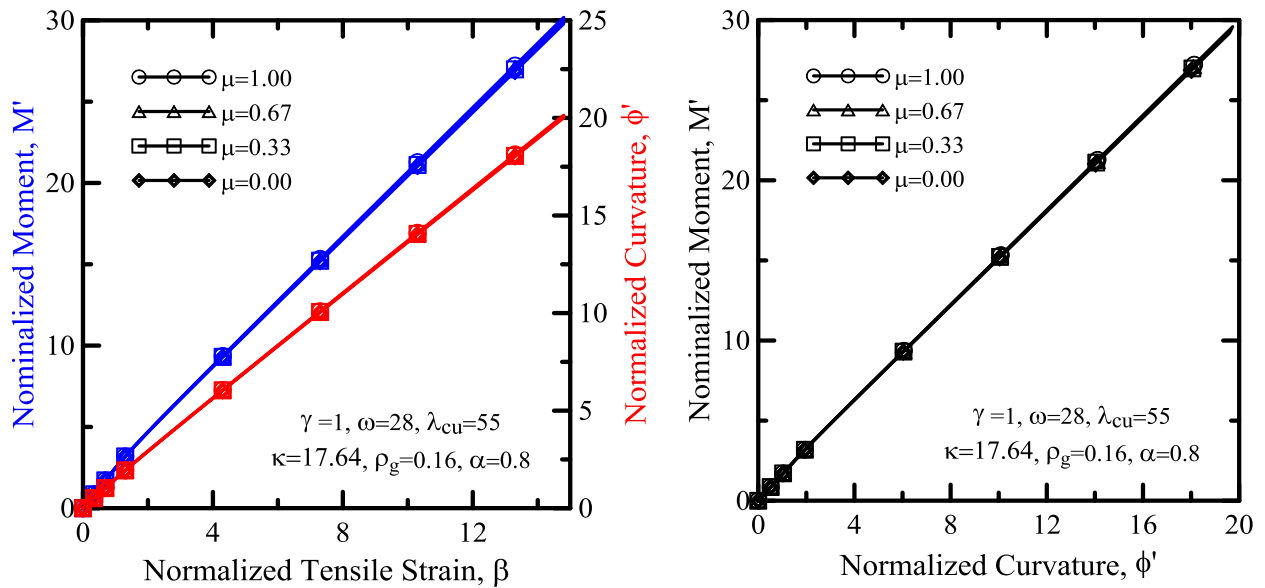 Nominalized Moment, M'
30
20
10
0
μ=1.00
μ=0.67
μ=0.33
μ=0.00
γ =1, ω=28, λcu=55
κ=17.64, ρg=0.16, α=0.8
0 4 8 12
Normalized Tensile Strain, β
25
20
15
10
5
0
Normalized Curvature, ϕ'
Nominalized Moment, M'
30
20
10
0
μ=1.00
μ=0.67
μ=0.33
μ=0.00
γ =1, ω=28, λcu=55
κ=17.64, ρg=0.16, α=0.8
0 4 8 12 16 20
Normalized Curvature, ϕ'